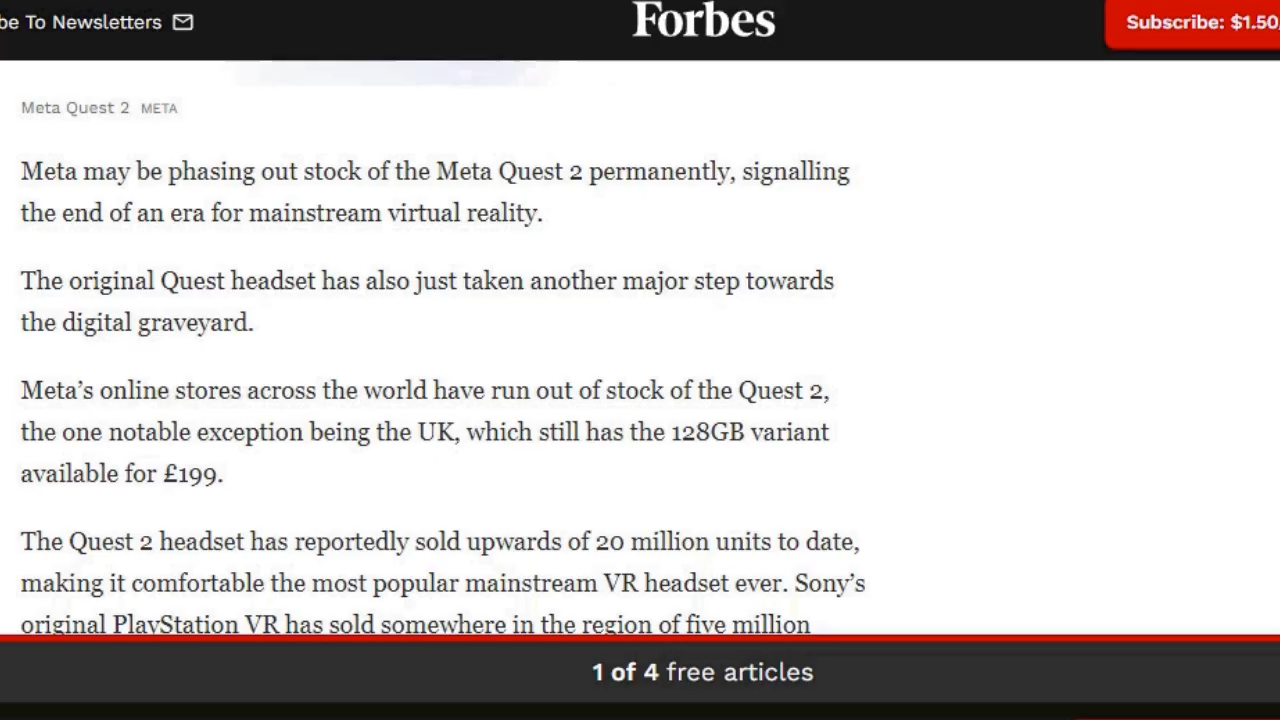 be To Newsletters
Forbes
Subscribe: $1.50
Meta Quest 2 META
Meta may be phasing out stock of the Meta Quest 2 permanently, signalling
the end of an era for mainstream virtual reality.
The original Quest headset has also just taken another major step towards
the digital graveyard.
Meta’s online stores across the world have run out of stock of the Quest 2,
the one notable exception being the UK, which still has the 128GB variant
available for £199.
The Quest 2 headset has reportedly sold upwards of 20 million units to date,
making it comfortable the most popular mainstream VR headset ever. Sony’s
original PlayStation VR has sold somewhere in the region of five million
1 of 4 free articles